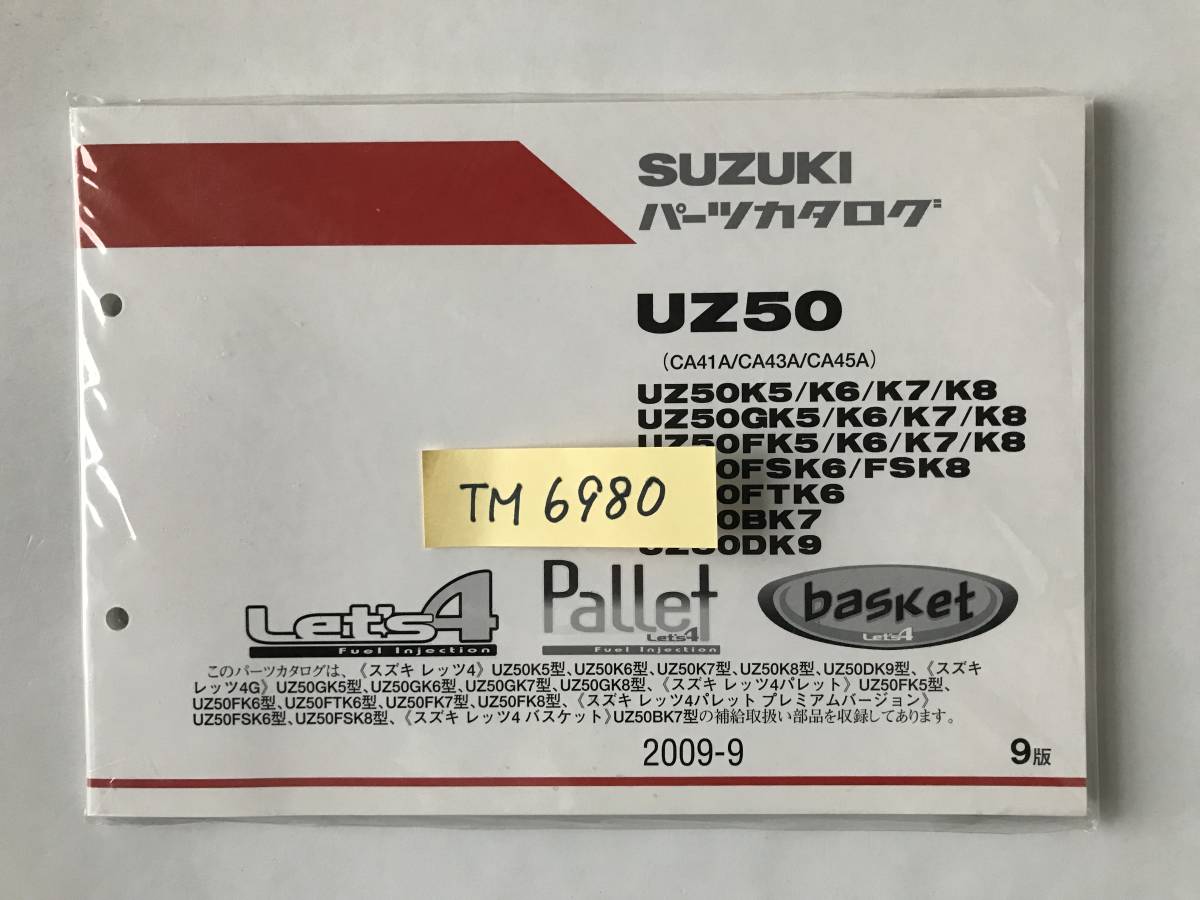 SUZUKI
パーツカタログ
UZ50
(CA41A/CA43A/CA45A)
UZ50K5/K6/K7/K8
UZ50GK5/K6/K7/K8
UZ50FK5/K6/K7/K8
0FSK6/FSK8
0FTK6
0BK7
UZ50DK9
TM 6980
Let's4
Fuel Injection
Pallet
Let's4
Fuel Injection
basket
Let's4
このパーツカタログは、《スズキ レッツ4》UZ50K5型、UZ50K6型、UZ50K7型、UZ50K8型、UZ50DK9型、《スズキ
レッツ4G》UZ50GK5型、UZ50GK6型、UZ50GK7型、UZ50GK8型、《スズキ レッツ4パレット》UZ50FK5型、
UZ50FK6型、UZ50FTK6型、UZ50FK7型、UZ50FK8型、《スズキ レッツ4パレット プレミアムバージョン》
UZ50FSK6型、UZ50FSK8型、《スズキ レッツ4 バスケット》UZ50BK7型の補給取扱い部品を収録してあります。
2009-9
9版